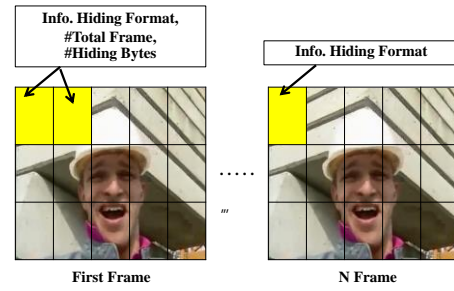 Info. Hiding Format,
#Total Frame,
#Hiding Bytes
Info. Hiding Format
.....
,,,
First Frame
N Frame